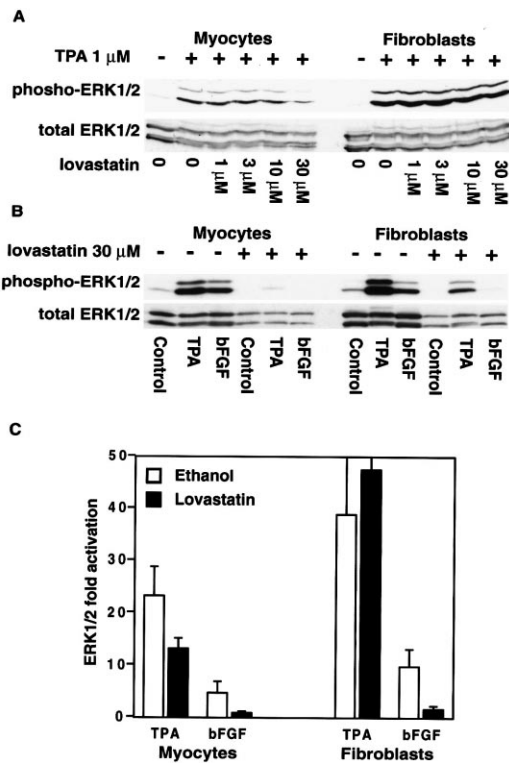 A
Myocytes Fibroblasts
TPA 1 µM - + + + + + - + + + + +
phosho-ERK1/2
total ERK1/2
lovastatin 0 0 1 µM 3 µM 10 µM 30 µM 0 0 1 µM 3 µM 10 µM 30 µM
B
Myocytes Fibroblasts
lovastatin 30 µM - - - + + + - - - + + +
phospho-ERK1/2
total ERK1/2
Control TPA bFGF Control TPA bFGF Control TPA bFGF Control TPA bFGF
C
50
40
30
20
10
0
ERK1/2 fold activation
Ethanol
Lovastatin
TPA bFGF TPA bFGF
Myocytes Fibroblasts